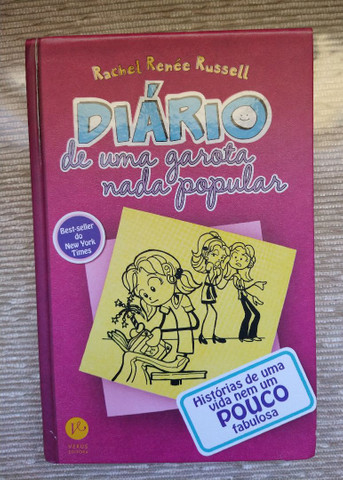 Rachel Renée Russell
DIÁRIO
de uma garota
nada popular
Best-seller
do
New York
Times
Histórias de uma
vida nem um
POUCO
fabulosa
VERUS